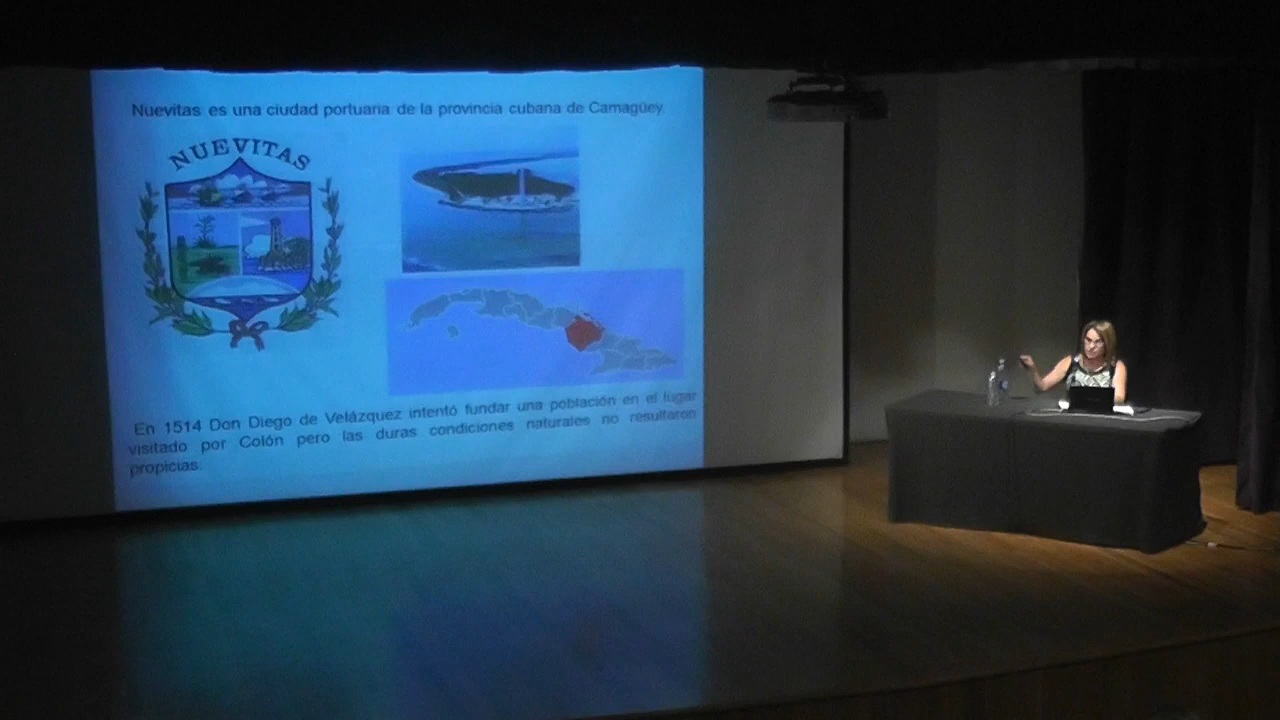 Nuevitas es una ciudad portuaria de la provincia cubana de Camagüey.
NUEVITAS
En 1514 Don Diego de Velázquez intentó fundar una población en el lugar
visitado por Colón pero las duras condiciones naturales no resultaron
propicias.